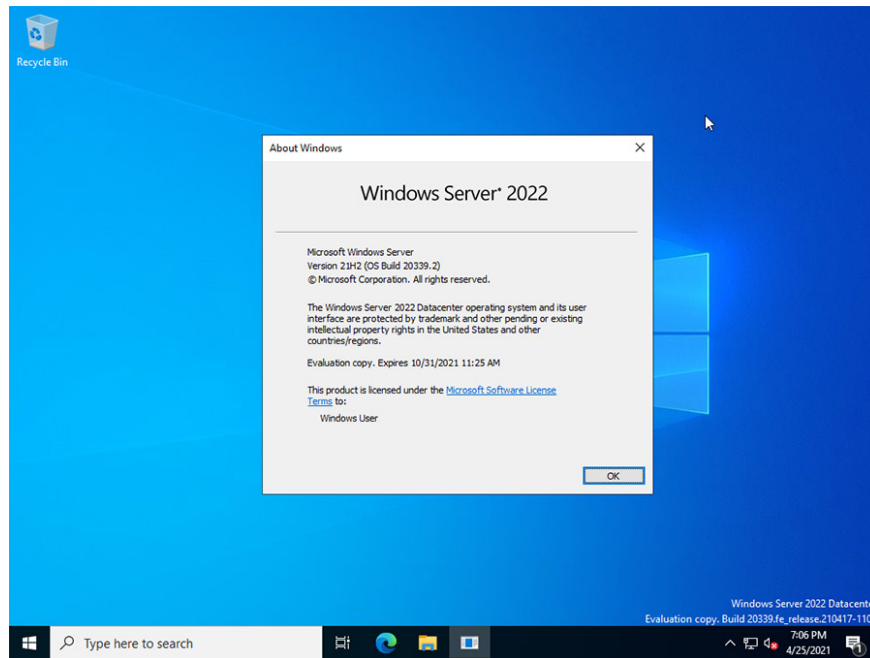 Recycle Bin
About Windows
Windows Server® 2022
Microsoft Windows Server
Version 21H2 (OS Build 20339.2)
© Microsoft Corporation. All rights reserved.
The Windows Server 2022 Datacenter operating system and its user
interface are protected by trademark and other pending or existing
intellectual property rights in the United States and other
countries/regions.
Evaluation copy. Expires 10/31/2021 11:25 AM
This product is licensed under the Microsoft Software License
Terms to:
Windows User
OK
Windows Server 2022 Datacente
Evaluation copy. Build 20339.fe_release.210417-110
Type here to search
7:06 PM
4/25/2021
1